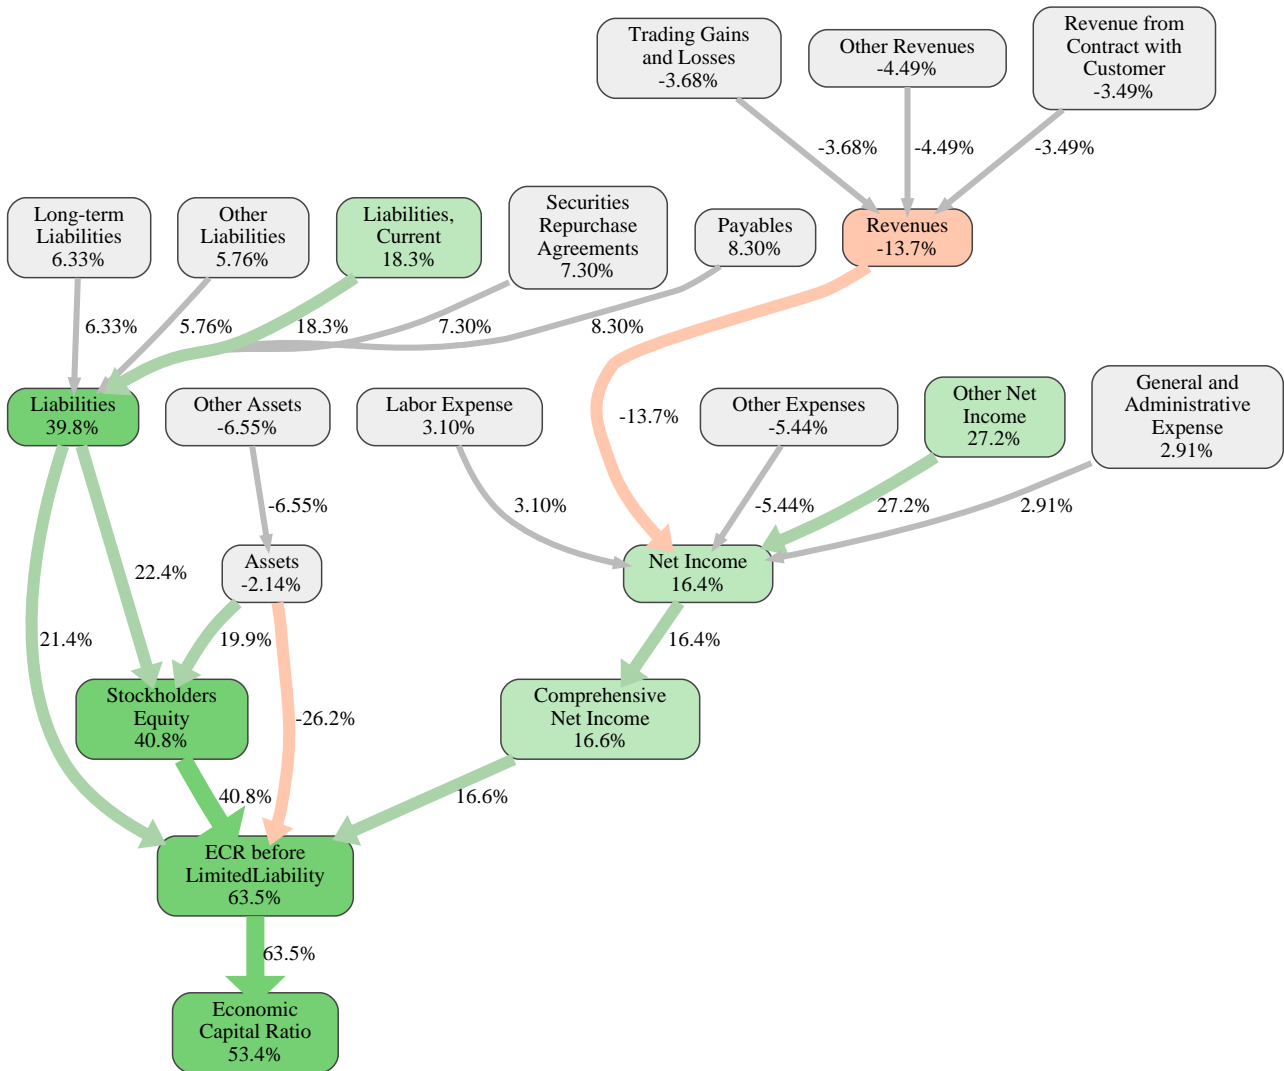 Trading Gains
and Losses
-3.68%
Other Revenues
-4.49%
Revenue from
Contract with
Customer
-3.49%
-3.68%
-4.49%
-3.49%
Long-term
Liabilities
6.33%
Other
Liabilities
5.76%
Liabilities,
Current
18.3%
Securities
Repurchase
Agreements
7.30%
Payables
8.30%
Revenues
-13.7%
6.33%
5.76%
18.3%
7.30%
8.30%
Liabilities
39.8%
Other Assets
-6.55%
Labor Expense
3.10%
-13.7%
Other Expenses
-5.44%
Other Net
Income
27.2%
General and
Administrative
Expense
2.91%
-6.55%
3.10%
-5.44%
27.2%
2.91%
22.4%
Assets
-2.14%
Net Income
16.4%
21.4%
19.9%
16.4%
Stockholders
Equity
40.8%
-26.2%
Comprehensive
Net Income
16.6%
40.8%
16.6%
ECR before
LimitedLiability
63.5%
63.5%
Economic
Capital Ratio
53.4%